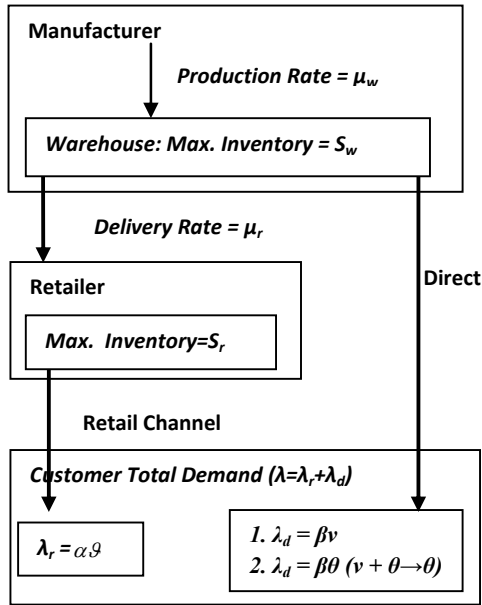 Manufacturer
Production Rate = μw
Warehouse: Max. Inventory = Sw
Delivery Rate = μr
Direct
Retailer
Max. Inventory=Sr
Retail Channel
Customer Total Demand (λ=λr+λd)
λr = αϑ
1. λd = βν
2. λd = βθ (ν + θ→θ)